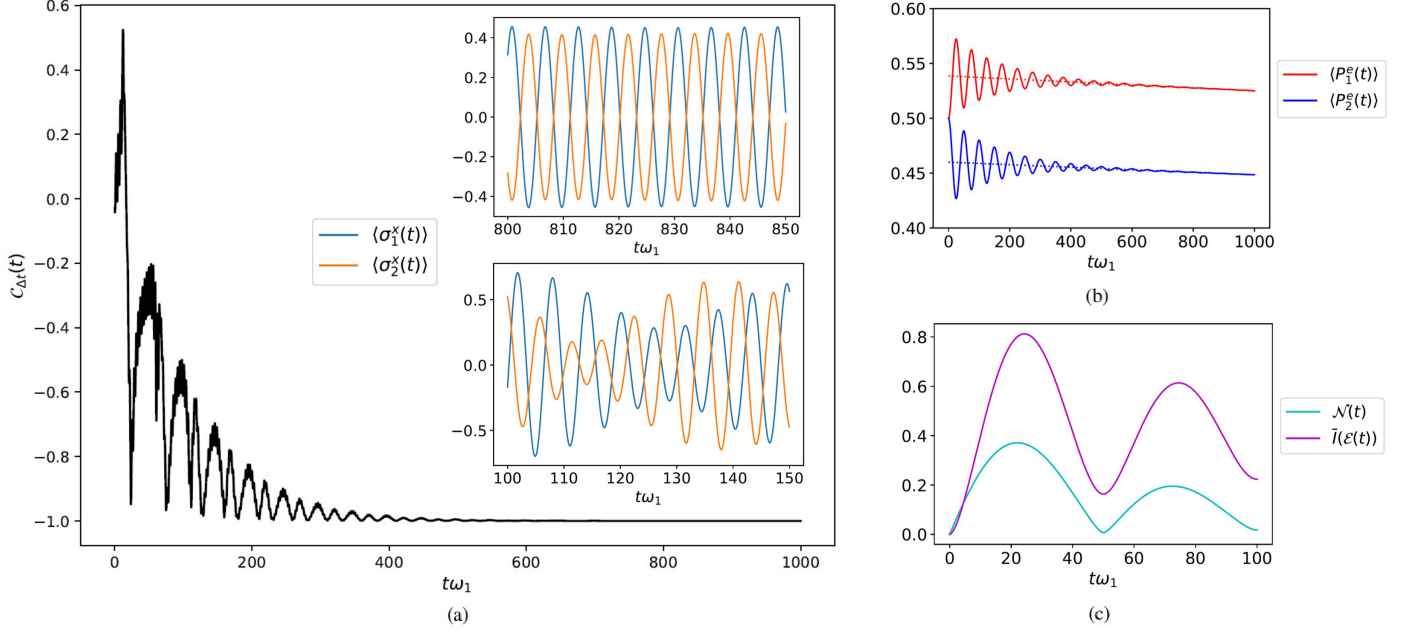 0.6
0.4
0.2
0.0
−0.2
−0.4
−0.6
−0.8
−1.0
𝒞Δt(t)
0 200 400 600 800 1000
tω₁
(a)
⟨σ₁ˣ(t)⟩
⟨σ₂ˣ(t)⟩
0.4
0.2
0.0
−0.2
−0.4
800 810 820 830 840 850
tω₁
0.5
0.0
−0.5
100 110 120 130 140 150
tω₁
0.60
0.55
0.50
0.45
0.40
0 200 400 600 800 1000
tω₁
⟨P₁ᵉ(t)⟩
⟨P₂ᵉ(t)⟩
(b)
0.8
0.6
0.4
0.2
0.0
0 20 40 60 80 100
tω₁
𝒩(t)
Ī(ℰ(t))
(c)